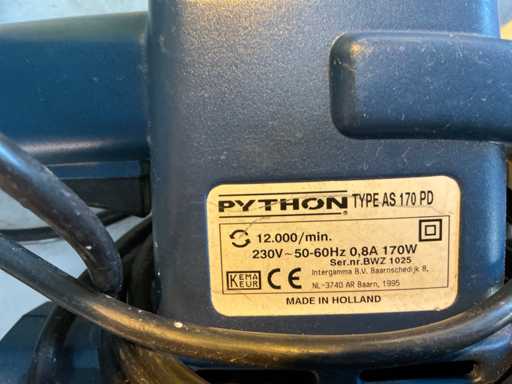 PYTHON® TYPE AS 170 PD
12.000/min.
230V~50-60Hz 0,8A 170W
Ser.nr.BWZ 1025
KEMA KEUR CE Intergamma B.V. Baarnschedijk 8,
NL-3740 AR Baarn, 1995
MADE IN HOLLAND